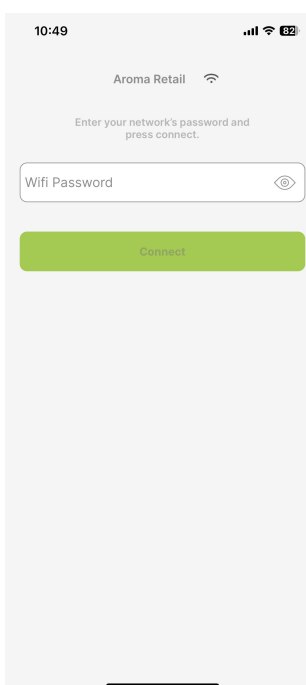 10:49
82
Aroma Retail
Enter your network's password and
press connect.
Wifi Password
Connect